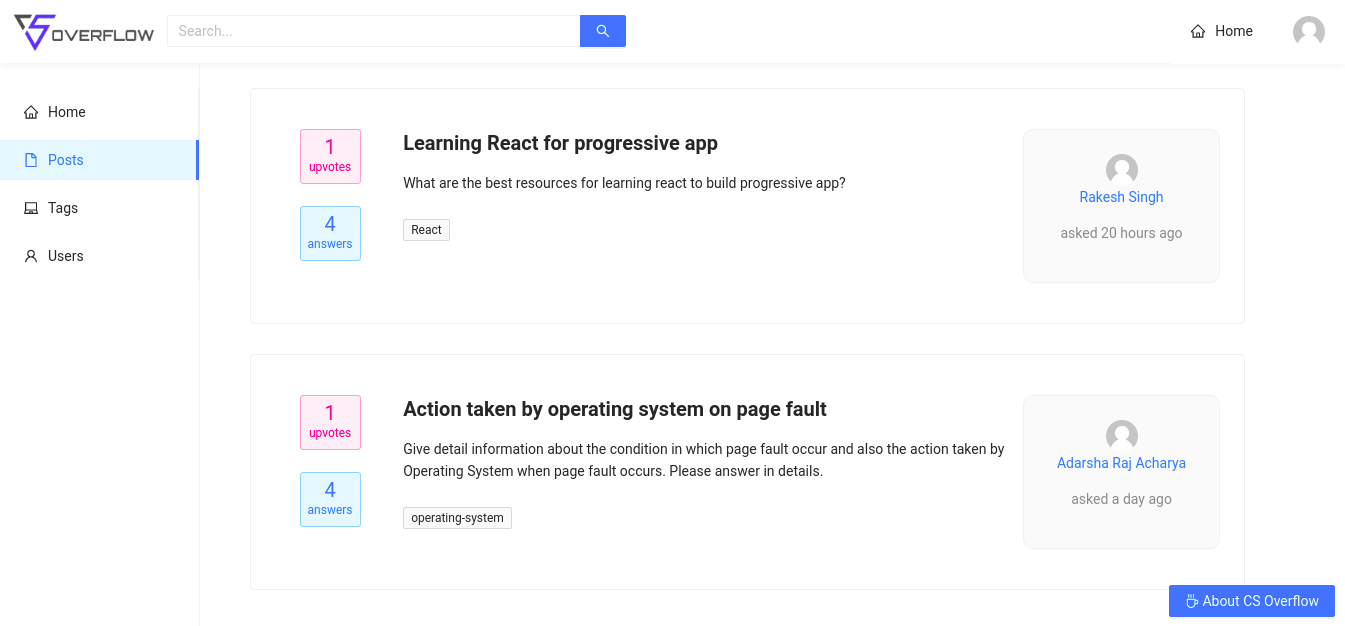 CS OVERFLOW
Search...
Home
Home
Posts
Tags
Users
1
upvotes
4
answers
Learning React for progressive app
What are the best resources for learning react to build progressive app?
React
Rakesh Singh
asked 20 hours ago
1
upvotes
4
answers
Action taken by operating system on page fault
Give detail information about the condition in which page fault occur and also the action taken by
Operating System when page fault occurs. Please answer in details.
operating-system
Adarsha Raj Acharya
asked a day ago
About CS Overflow